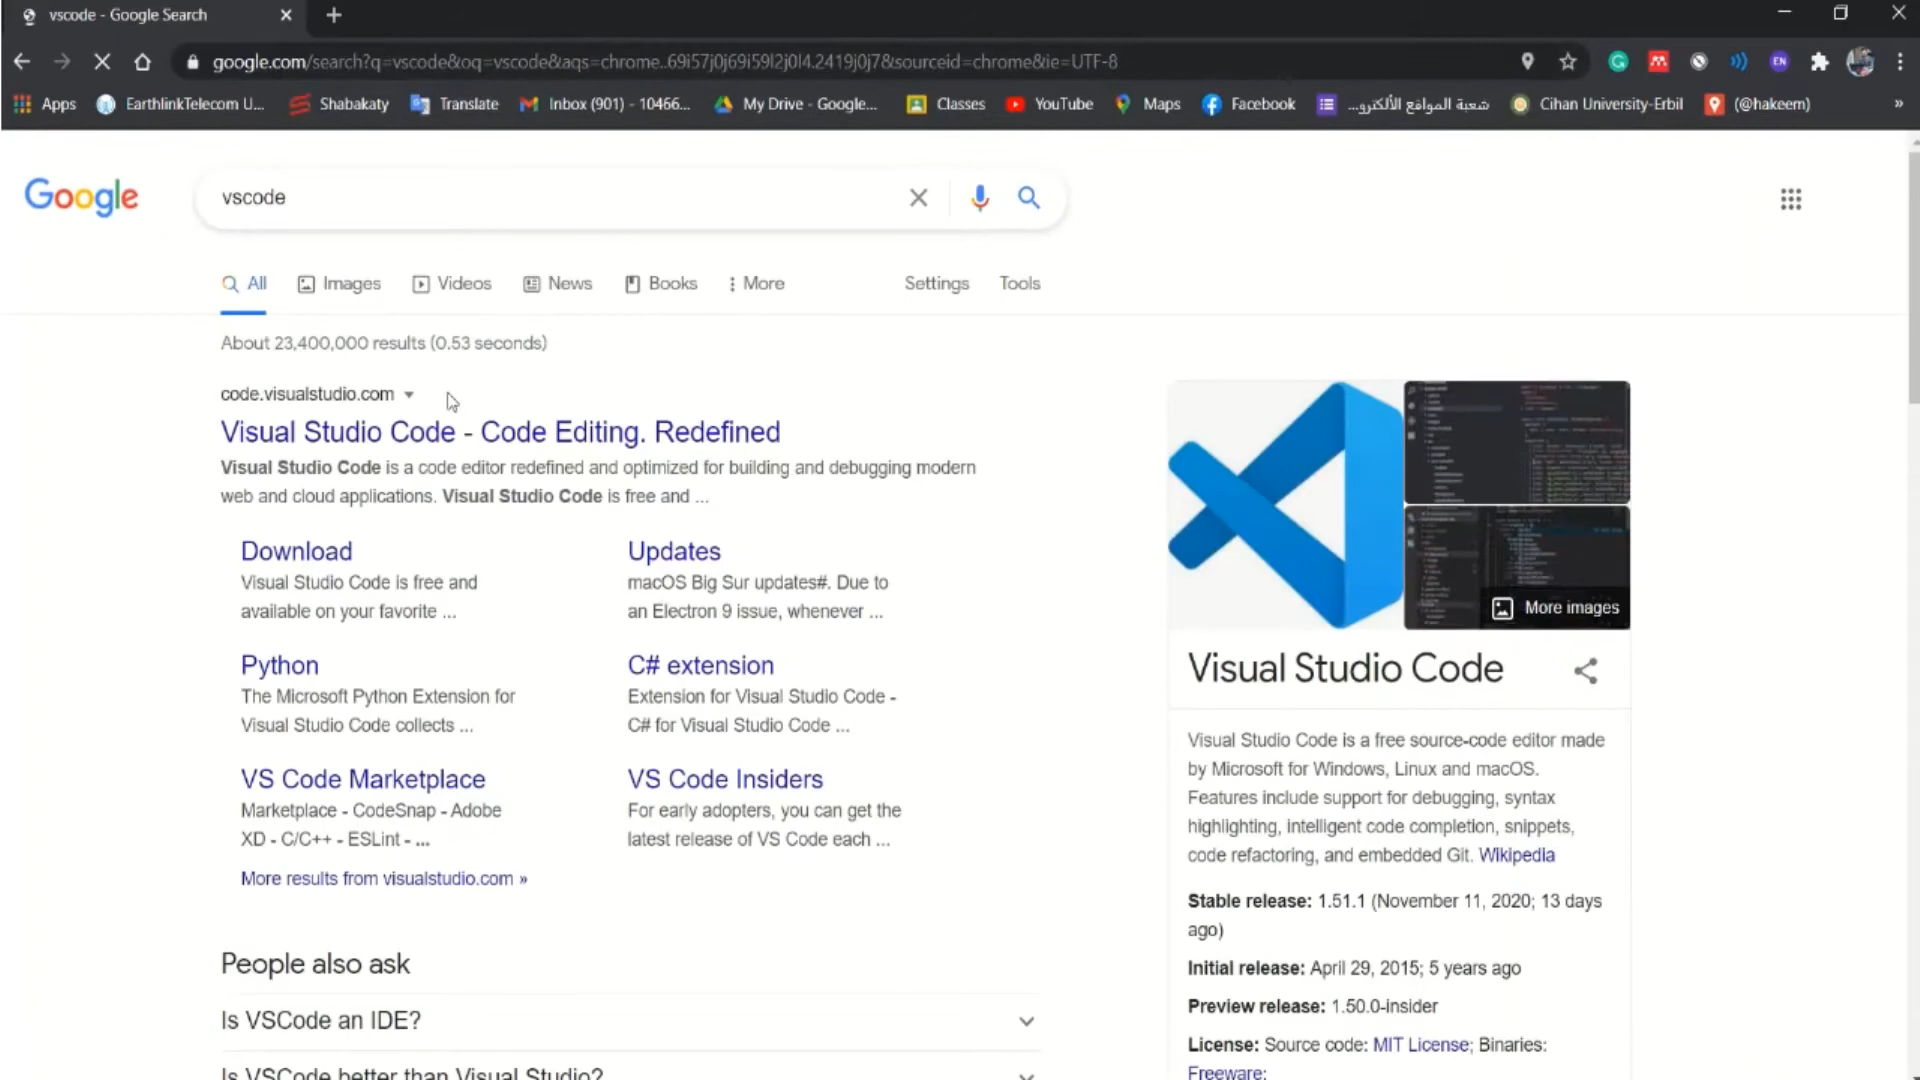 vscode - Google Search
google.com/search?q=vscode&oq=vscode&aqs=chrome..69i57j0j69i59l2j0l4.2419j0j7&sourceid=chrome&ie=UTF-8
EN
Apps
EarthlinkTelecom U...
Shabakaty
Translate
Inbox (901) - 10466...
My Drive - Google...
Classes
YouTube
Maps
Facebook
شعبة المواقع الألكترو...
Cihan University-Erbil
(@hakeem)
»
Google
vscode
All
Images
Videos
News
Books
More
Settings
Tools
About 23,400,000 results (0.53 seconds)
code.visualstudio.com
Visual Studio Code - Code Editing. Redefined
Visual Studio Code is a code editor redefined and optimized for building and debugging modern
web and cloud applications. Visual Studio Code is free and ...
Download
Visual Studio Code is free and
available on your favorite ...
Updates
macOS Big Sur updates#. Due to
an Electron 9 issue, whenever ...
Python
The Microsoft Python Extension for
Visual Studio Code collects ...
C# extension
Extension for Visual Studio Code -
C# for Visual Studio Code ...
VS Code Marketplace
Marketplace - CodeSnap - Adobe
XD - C/C++ - ESLint - ...
VS Code Insiders
For early adopters, you can get the
latest release of VS Code each ...
More results from visualstudio.com »
People also ask
Is VSCode an IDE?
Is VSCode better than Visual Studio?
More images
Visual Studio Code
Visual Studio Code is a free source-code editor made
by Microsoft for Windows, Linux and macOS.
Features include support for debugging, syntax
highlighting, intelligent code completion, snippets,
code refactoring, and embedded Git. Wikipedia
Stable release: 1.51.1 (November 11, 2020; 13 days
ago)
Initial release: April 29, 2015; 5 years ago
Preview release: 1.50.0-insider
License: Source code: MIT License; Binaries:
Freeware;